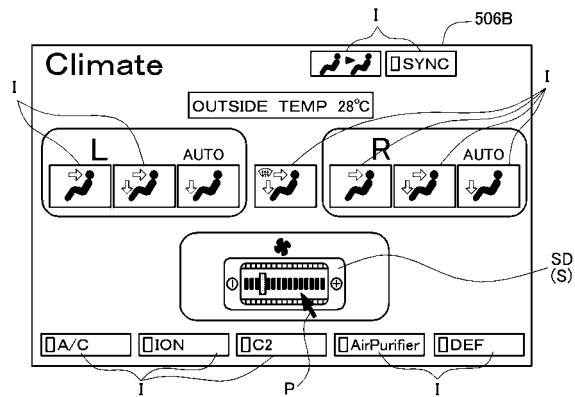 I
506B
Climate
SYNC
I
I
OUTSIDE TEMP 28℃
L
AUTO
R
AUTO
SD
(S)
A/C
ION
C2
AirPurifier
DEF
I
P
I